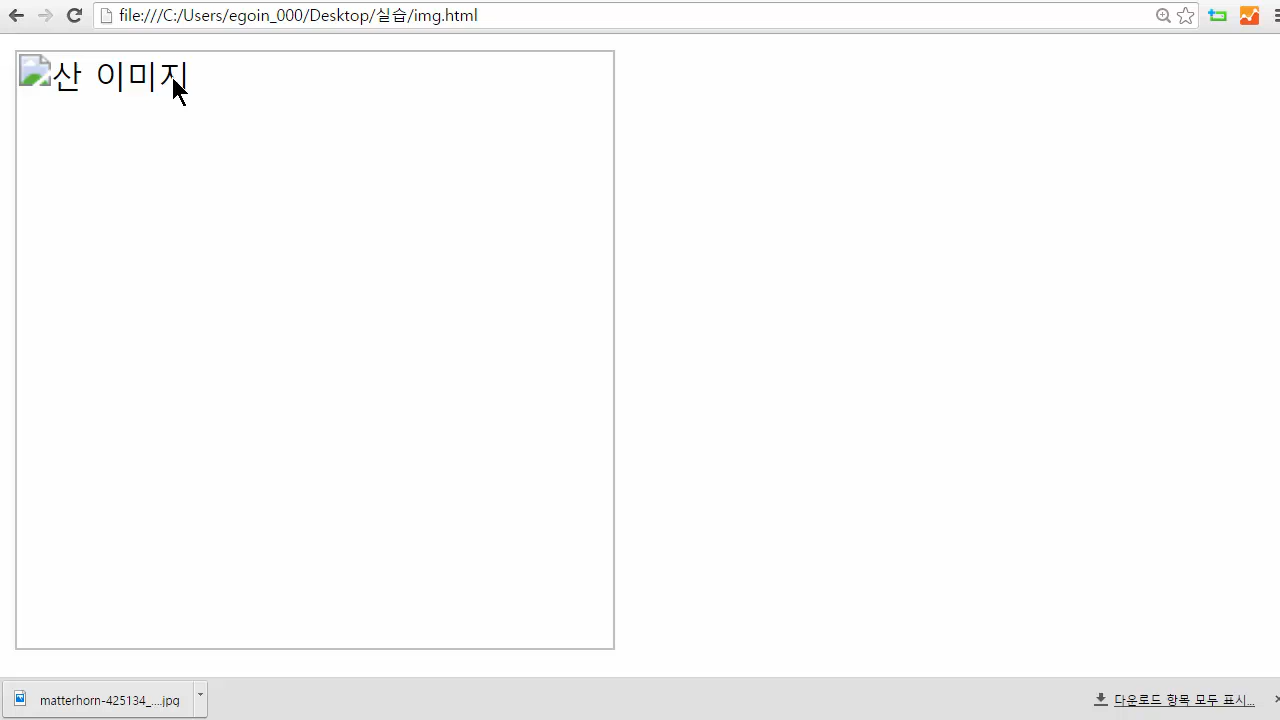 file:///C:/Users/egoin_000/Desktop/실습/img.html
산 이미지
matterhorn-425134_....jpg
다운로드 항목 모두 표시...